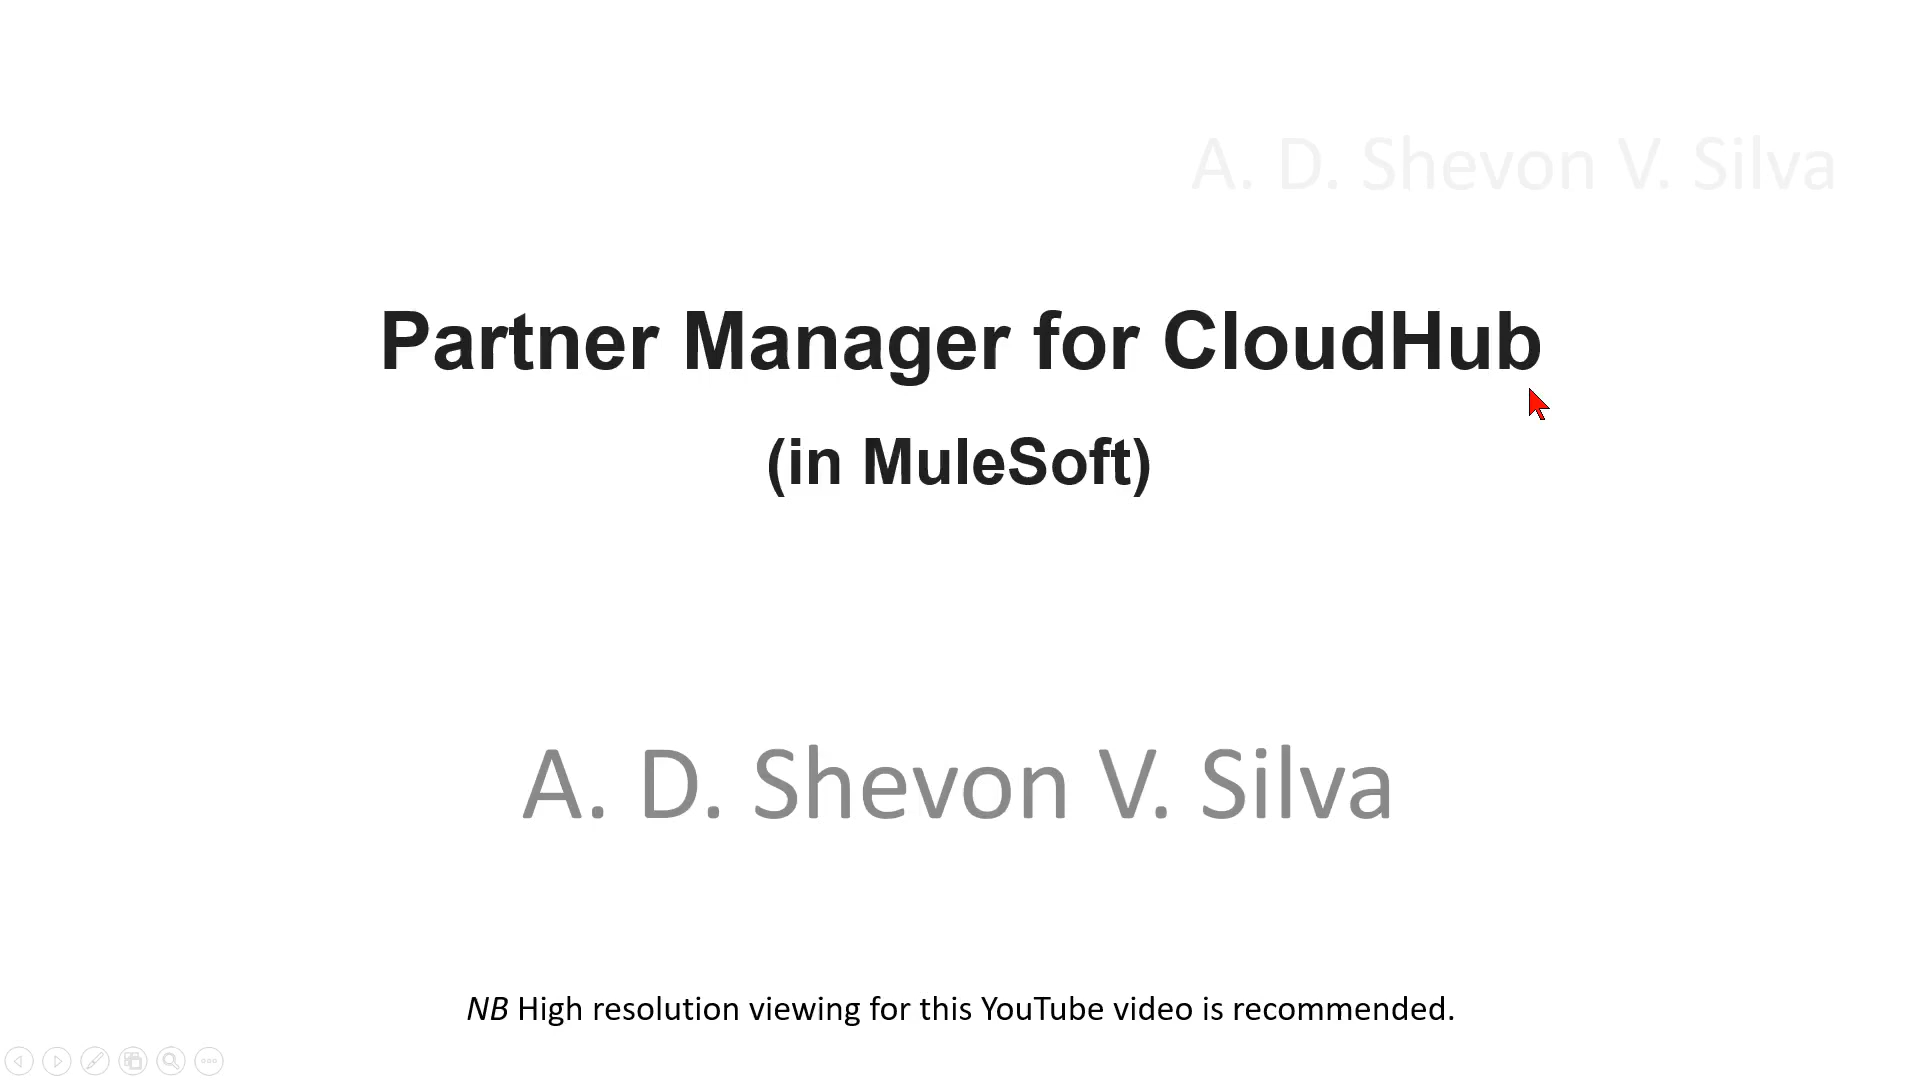 A. D. Shevon V. Silva
Partner Manager for CloudHub
(in MuleSoft)
A. D. Shevon V. Silva
NB High resolution viewing for this YouTube video is recommended.